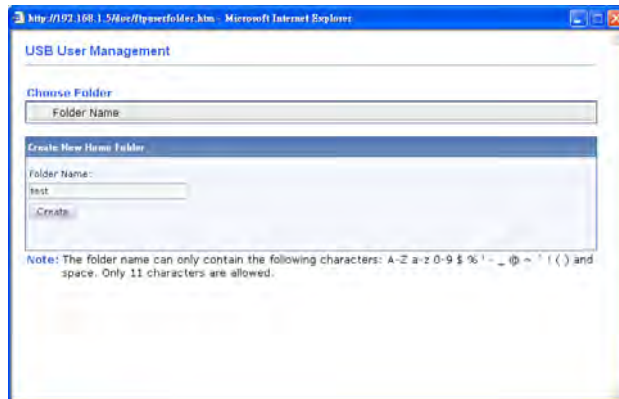 http://192.168.1.5/doc/ftpuserfolder.htm - Microsoft Internet Explorer
USB User Management
Choose Folder
Folder Name
Create New Home Folder
Folder Name:
test
Create
Note: The folder name can only contain the following characters: A-Z a-z 0-9 $ % ' - _ @ ~ ` ! ( ) and
space. Only 11 characters are allowed.